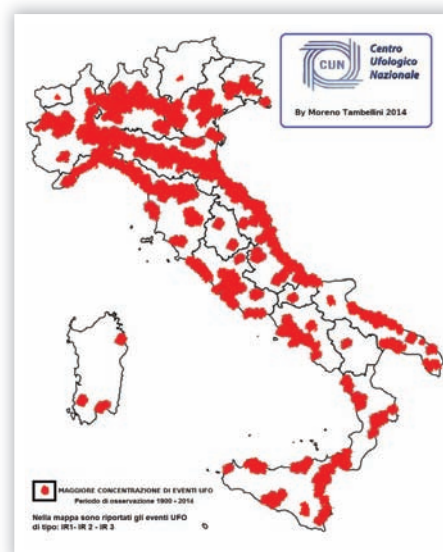 CUN
Centro
Ufologico
Nazionale
By Moreno Tambellini 2014
MAGGIORE CONCENTRAZIONE DI EVENTI UFO
Periodo di osservazione 1900 - 2014
Nella mappa sono riportati gli eventi UFO
di tipo: IR1- IR 2 - IR 3